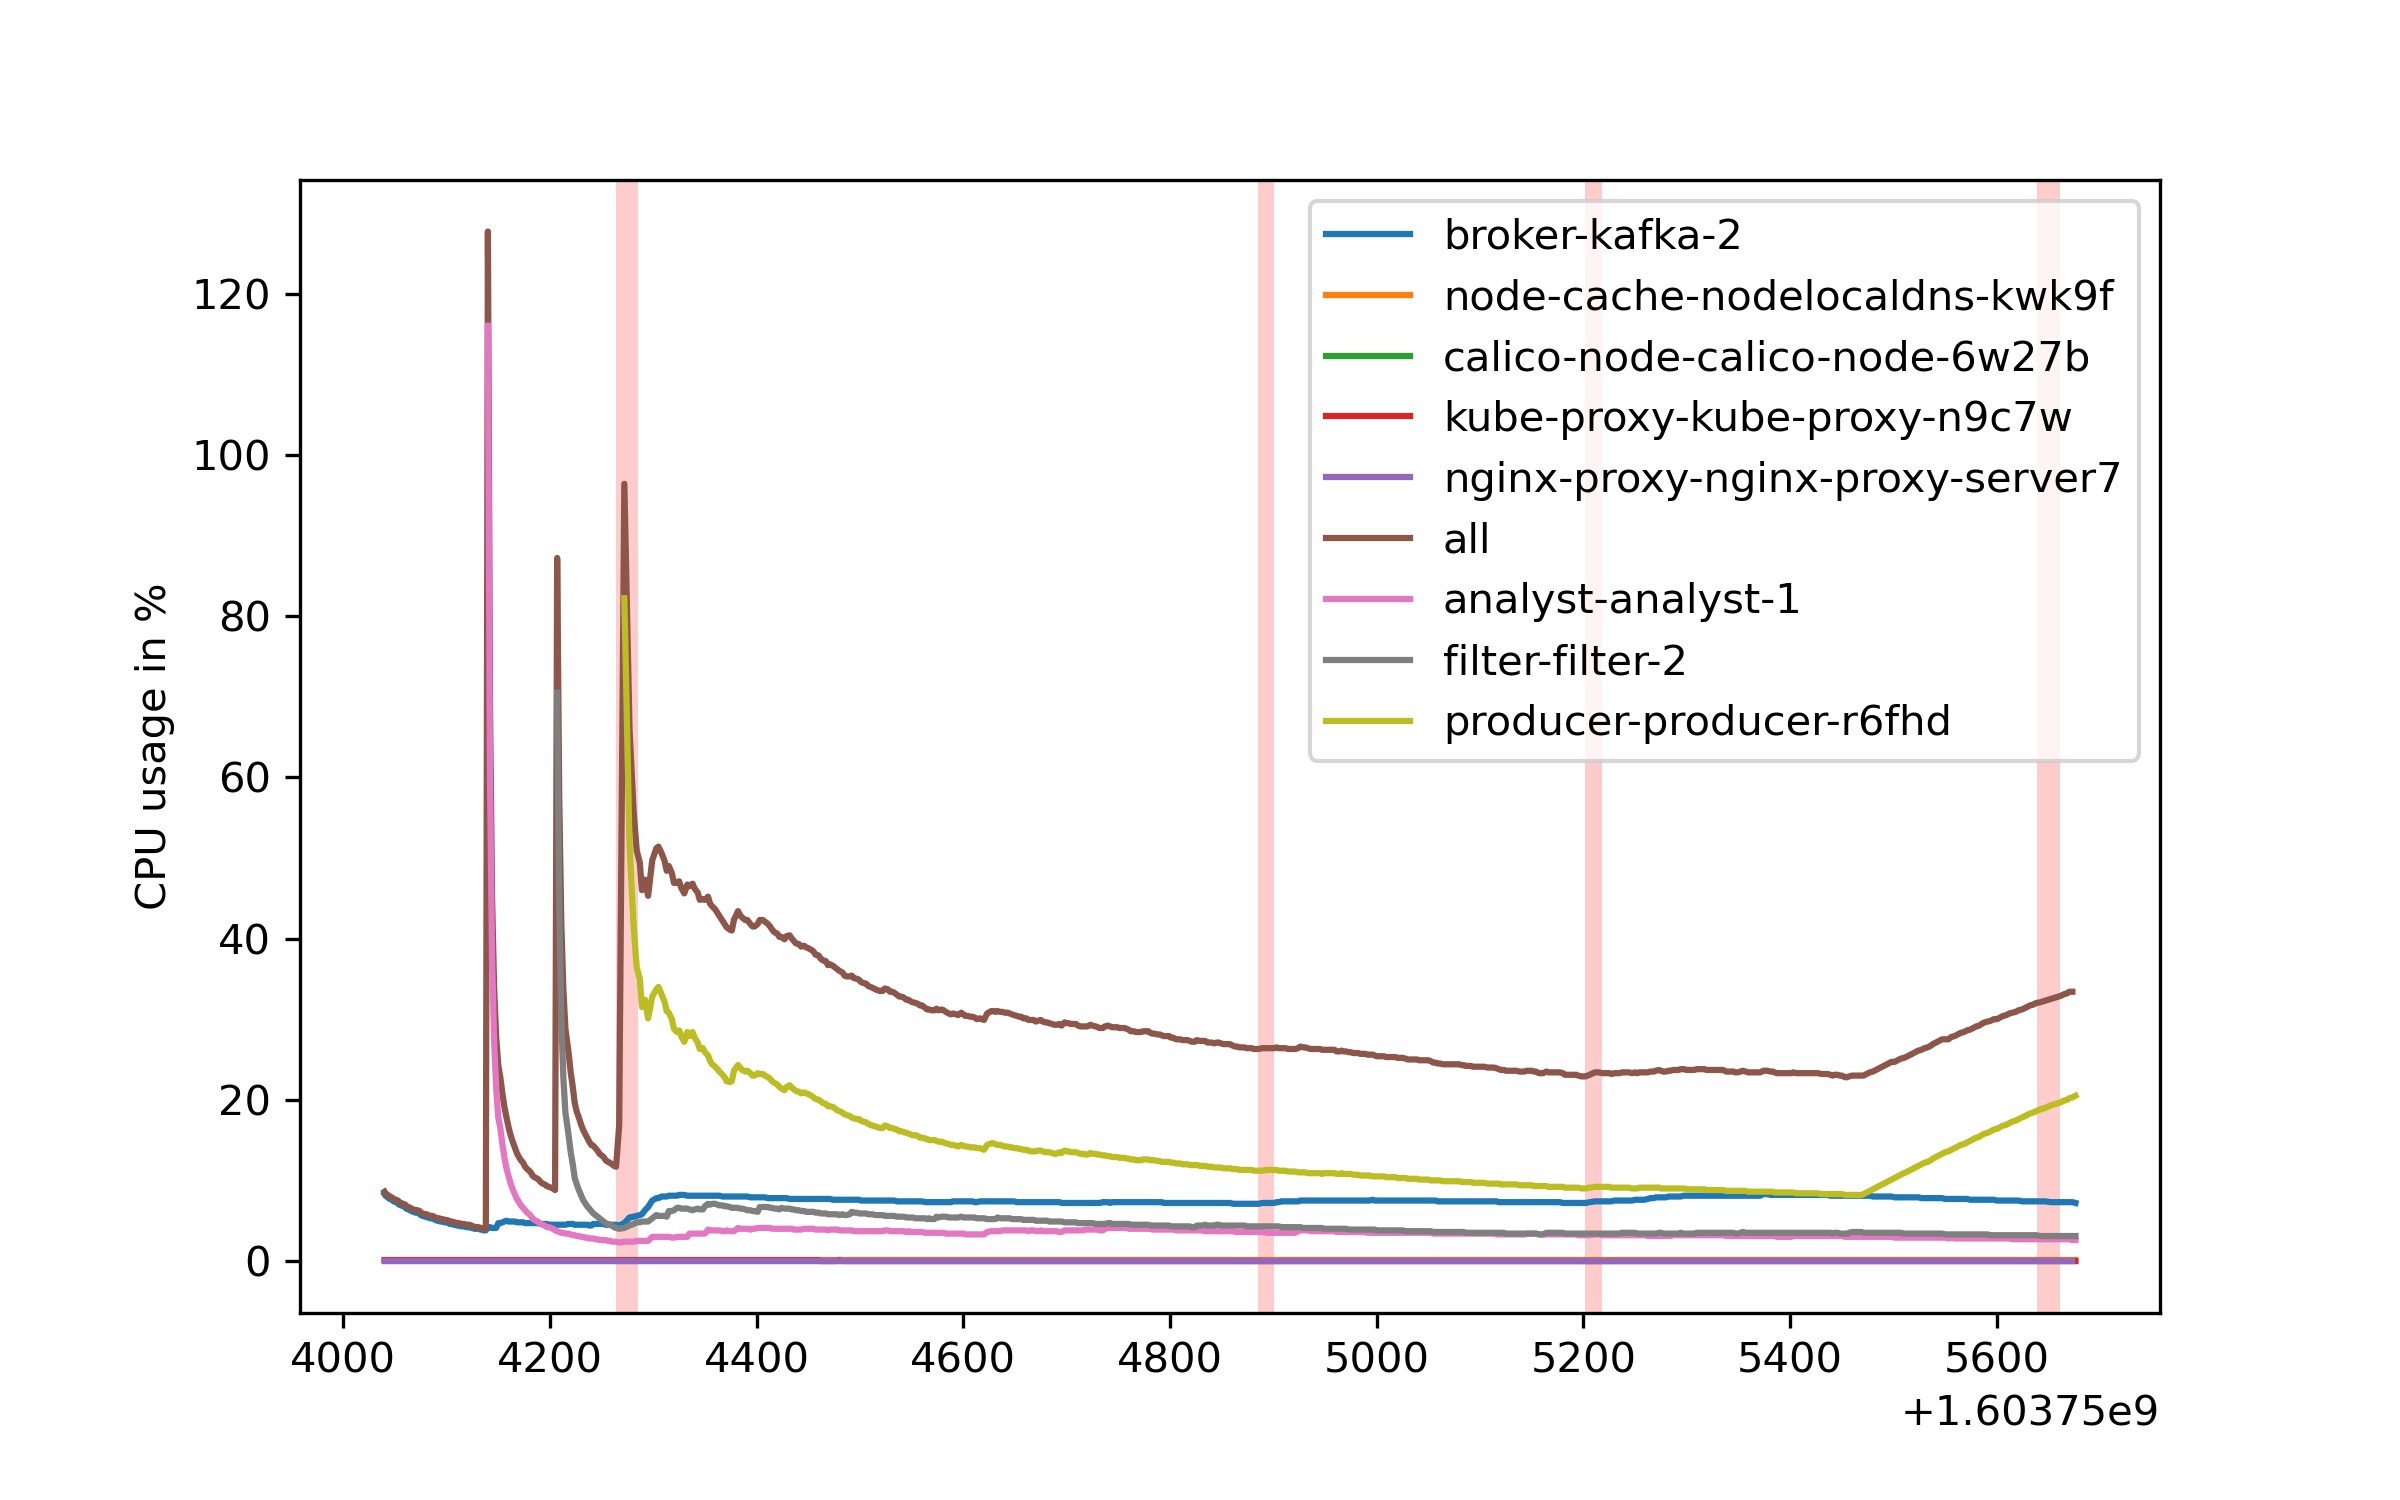 CPU usage in %
120
100
80
60
40
20
0
broker-kafka-2
node-cache-nodelocaldns-kwk9f
calico-node-calico-node-6w27b
kube-proxy-kube-proxy-n9c7w
nginx-proxy-nginx-proxy-server7
all
analyst-analyst-1
filter-filter-2
producer-producer-r6fhd
4000 4200 4400 4600 4800 5000 5200 5400 5600
+1.60375e9